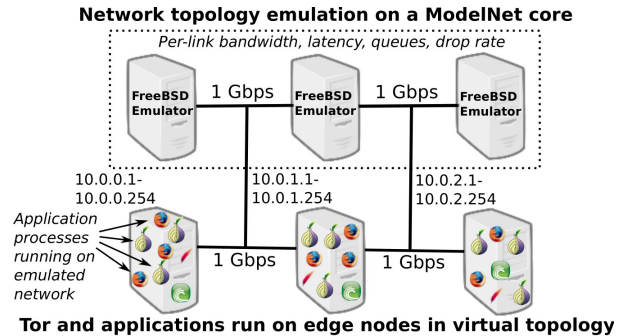 Network topology emulation on a ModelNet core
Per-link bandwidth, latency, queues, drop rate
FreeBSD
Emulator
1 Gbps
FreeBSD
Emulator
1 Gbps
FreeBSD
Emulator
10.0.0.1-
10.0.0.254
10.0.1.1-
10.0.1.254
10.0.2.1-
10.0.2.254
Application
processes
running on
emulated
network
1 Gbps
1 Gbps
Tor and applications run on edge nodes in virtual topology